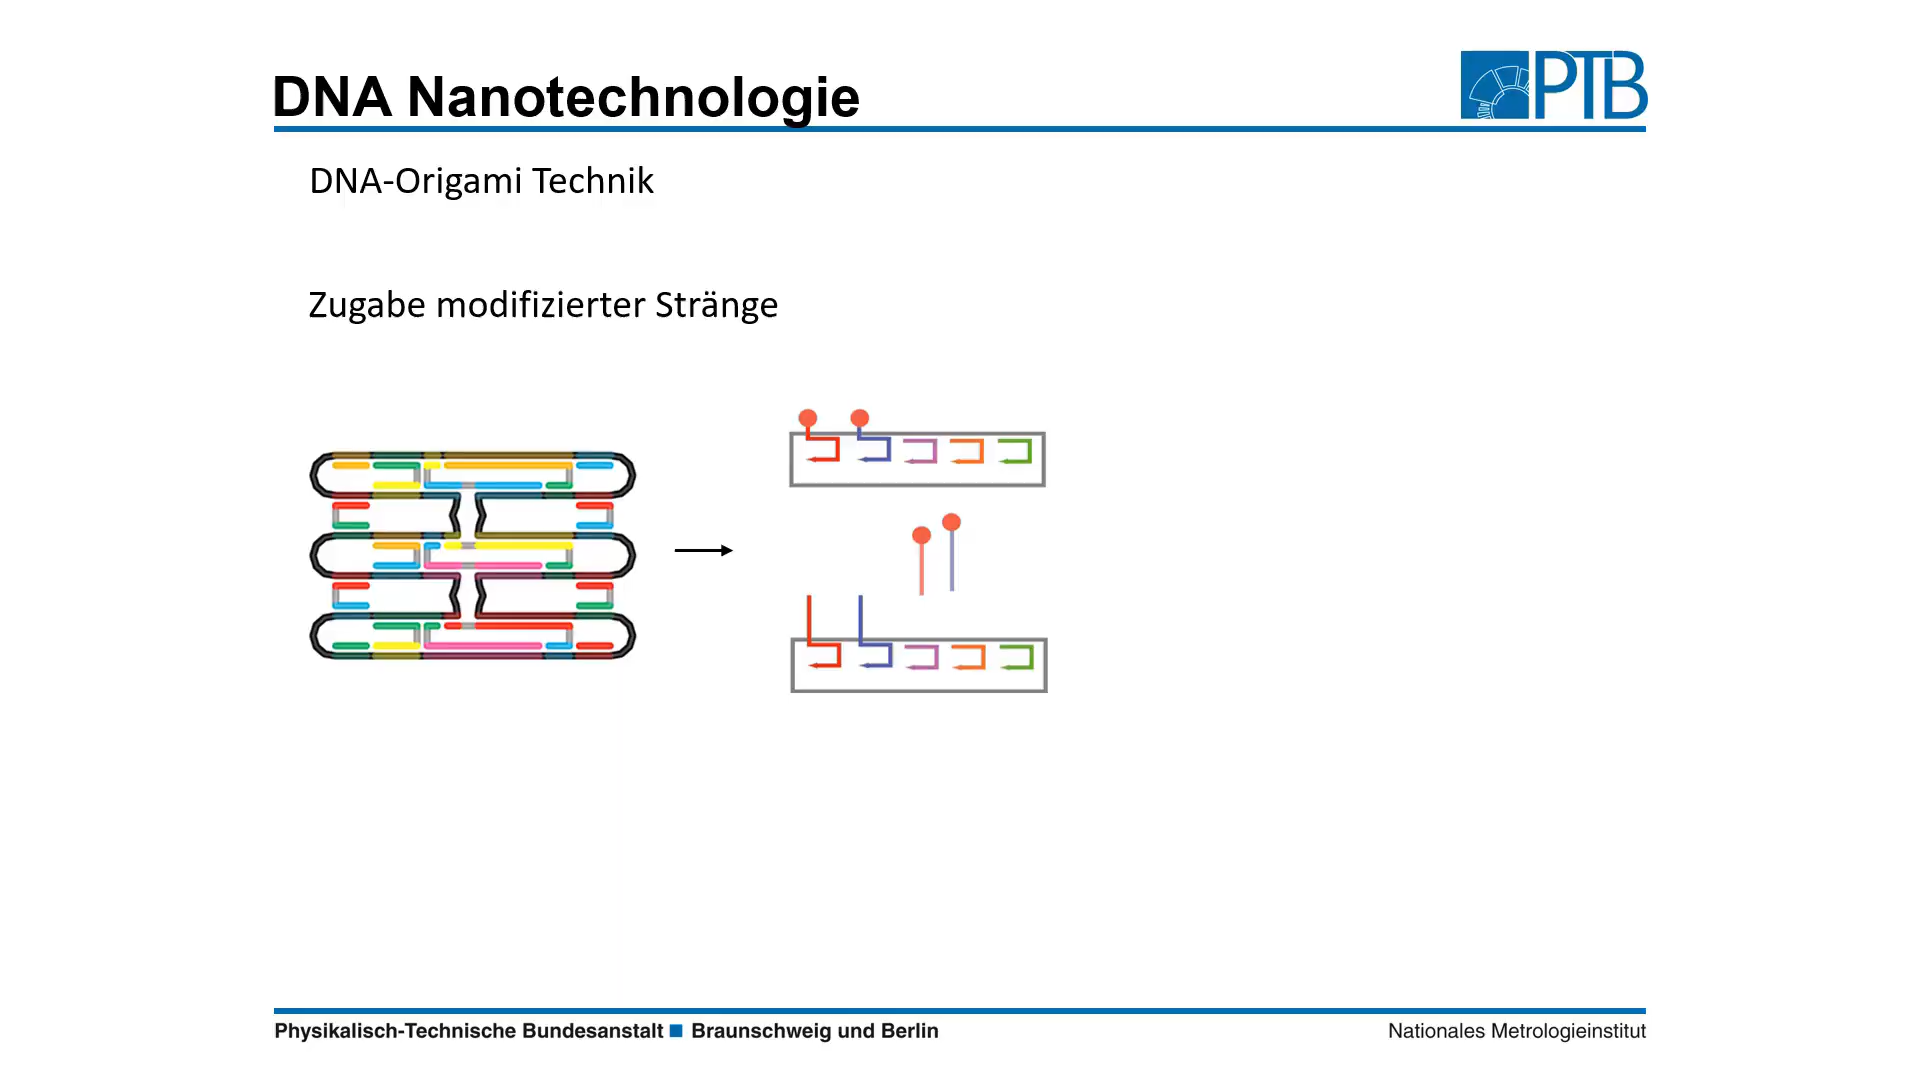 DNA Nanotechnologie
PTB
DNA-Origami Technik
Zugabe modifizierter Stränge
Physikalisch-Technische Bundesanstalt ■ Braunschweig und Berlin
Nationales Metrologieinstitut